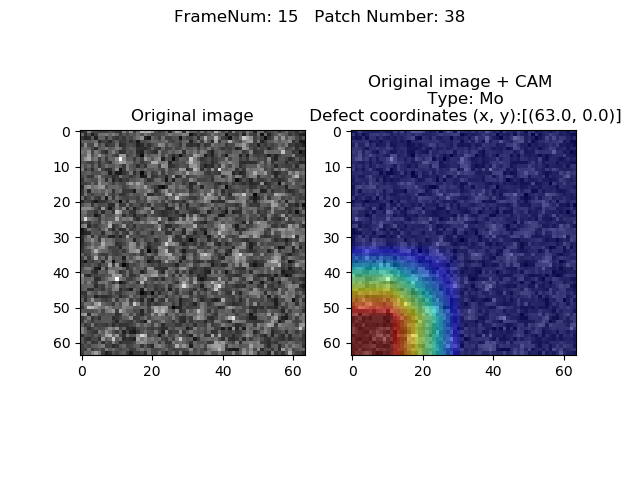 FrameNum: 15   Patch Number: 38
Original image
Original image + CAM
Type: Mo
Defect coordinates (x, y):[(63.0, 0.0)]
0
10
20
30
40
50
60
0 20 40 60
0
10
20
30
40
50
60
0 20 40 60